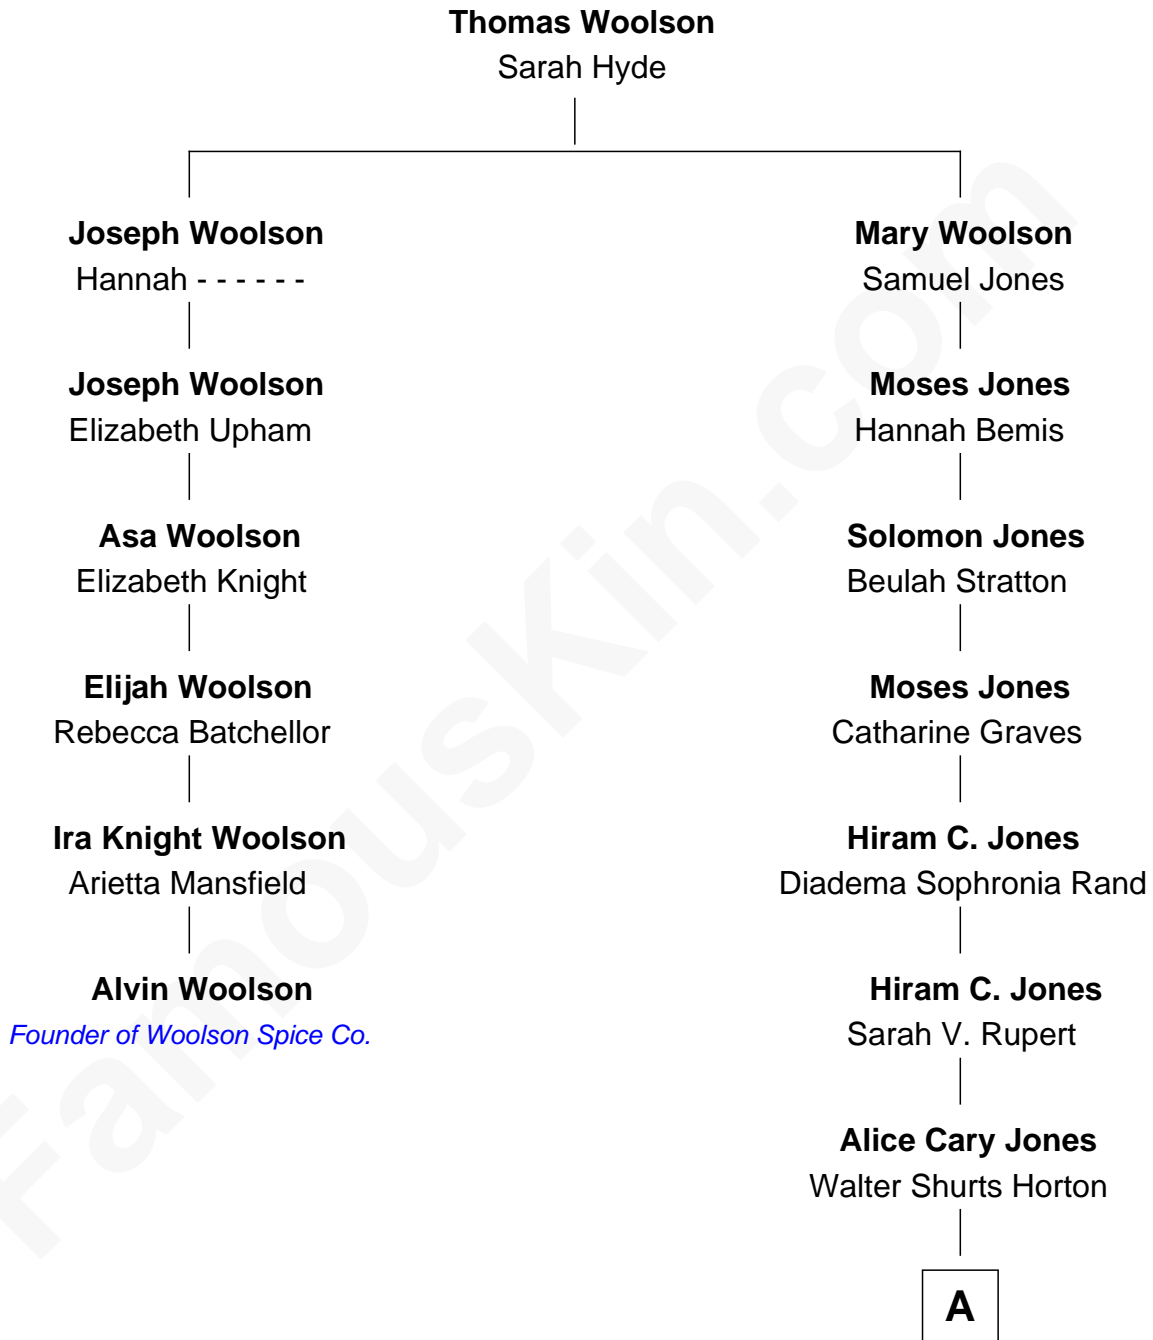 Thomas Woolson
Sarah Hyde
Joseph Woolson
Hannah - - - - - -
Joseph Woolson
Elizabeth Upham
Asa Woolson
Elizabeth Knight
Elijah Woolson
Rebecca Batchellor
Ira Knight Woolson
Arietta Mansfield
Alvin Woolson
Founder of Woolson Spice Co.
Mary Woolson
Samuel Jones
Moses Jones
Hannah Bemis
Solomon Jones
Beulah Stratton
Moses Jones
Catharine Graves
Hiram C. Jones
Diadema Sophronia Rand
Hiram C. Jones
Sarah V. Rupert
Alice Cary Jones
Walter Shurts Horton
A
FamousKin.com